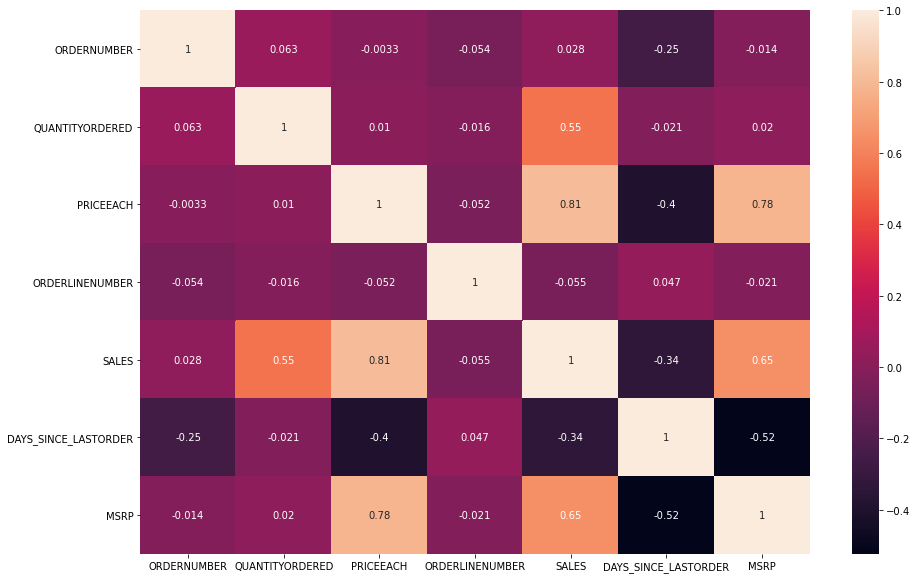 ORDERNUMBER 1 0.063 -0.0033 -0.054 0.028 -0.25 -0.014
QUANTITYORDERED 0.063 1 0.01 -0.016 0.55 -0.021 0.02
PRICEEACH -0.0033 0.01 1 -0.052 0.81 -0.4 0.78
ORDERLINENUMBER -0.054 -0.016 -0.052 1 -0.055 0.047 -0.021
SALES 0.028 0.55 0.81 -0.055 1 -0.34 0.65
DAYS_SINCE_LASTORDER -0.25 -0.021 -0.4 0.047 -0.34 1 -0.52
MSRP -0.014 0.02 0.78 -0.021 0.65 -0.52 1
ORDERNUMBER QUANTITYORDERED PRICEEACH ORDERLINENUMBER SALES DAYS_SINCE_LASTORDER MSRP
1.0
0.8
0.6
0.4
0.2
0.0
−0.2
−0.4